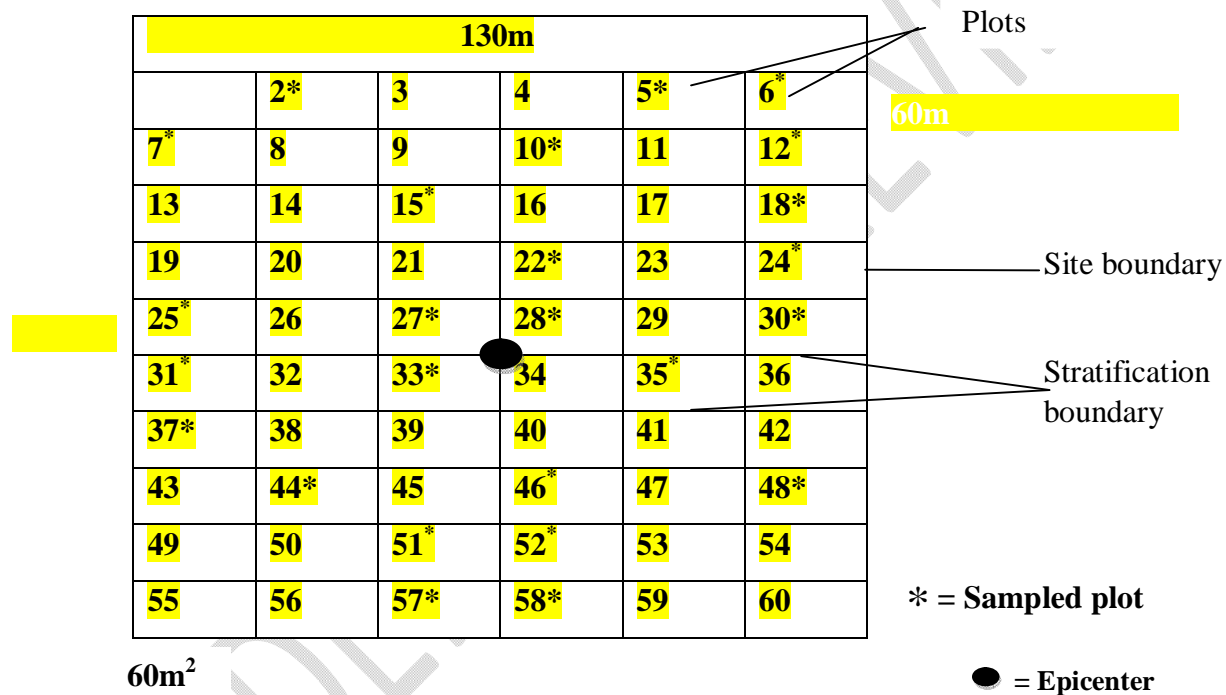 130m
Plots
2* 3 4 5* 6*
60m
7* 8 9 10* 11 12*
13 14 15* 16 17 18*
19 20 21 22* 23 24*
Site boundary
25* 26 27* 28* 29 30*
31* 32 33* 34 35* 36
Stratification
boundary
37* 38 39 40 41 42
43 44* 45 46* 47 48*
49 50 51* 52* 53 54
55 56 57* 58* 59 60
* = Sampled plot
60m²
= Epicenter